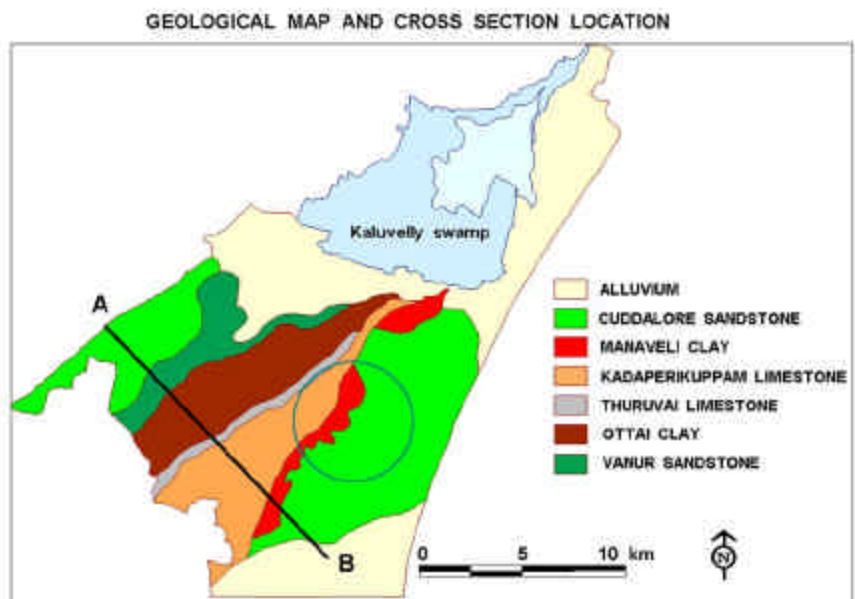 GEOLOGICAL MAP AND CROSS SECTION LOCATION
Kaluvelly swamp
A
ALLUVIUM
CUDDALORE SANDSTONE
MANAVELI CLAY
KADAPERIKUPPAM LIMESTONE
THURUVAI LIMESTONE
OTTAI CLAY
VANUR SANDSTONE
B
0 5 10 km
N